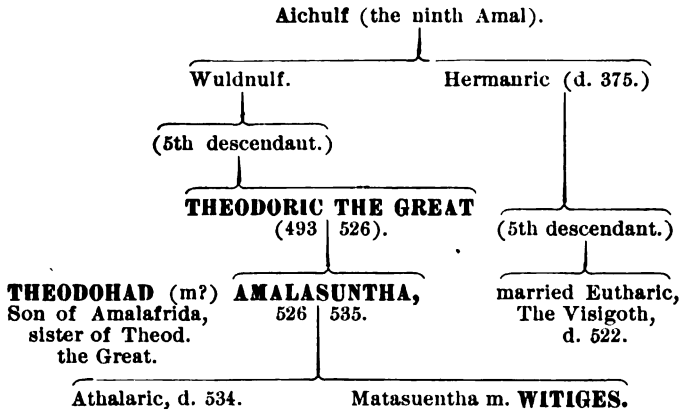 Aichulf (the ninth Amal).
Wuldnulf. Hermanric (d. 375.)
(5th descendant.)
THEODORIC THE GREAT
(493 526). (5th descendant.)
THEODOHAD (m?) AMALASUNTHA, married Eutharic,
Son of Amalafrida, 526 535. The Visigoth,
sister of Theod. d. 522.
the Great.
Athalaric, d. 534. Matasuentha m. WITIGES.